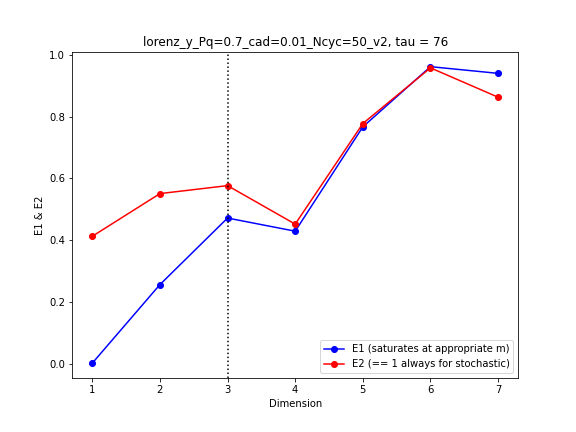 lorenz_y_Pq=0.7_cad=0.01_Ncyc=50_v2, tau = 76
1.0
0.8
0.6
0.4
0.2
0.0
E1 & E2
E1 (saturates at appropriate m)
E2 (== 1 always for stochastic)
1 2 3 4 5 6 7
Dimension